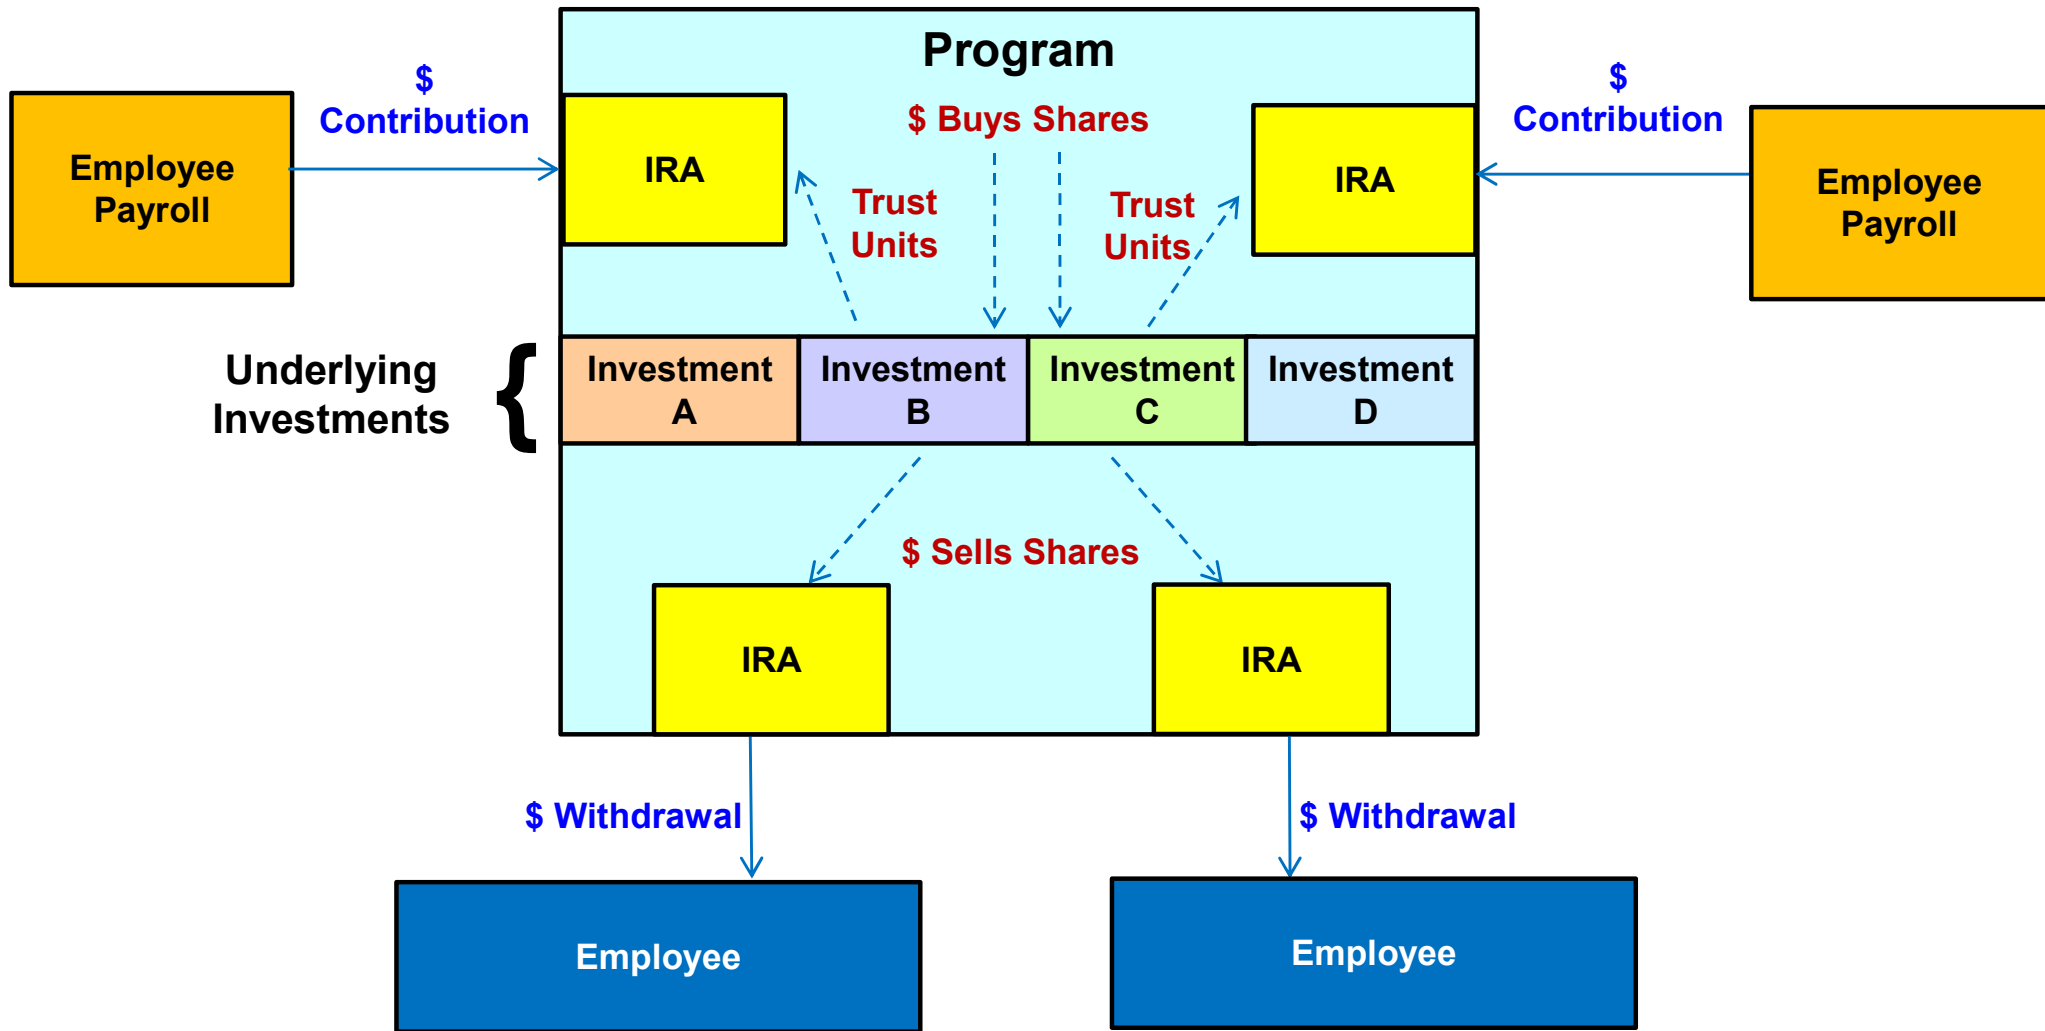 Program
$
Contribution
$ Buys Shares
$
Contribution
Employee
Payroll
IRA
Trust
Units
Trust
Units
IRA
Employee
Payroll
Underlying
Investments
{
Investment
A
Investment
B
Investment
C
Investment
D
$ Sells Shares
IRA
IRA
$ Withdrawal
$ Withdrawal
Employee
Employee